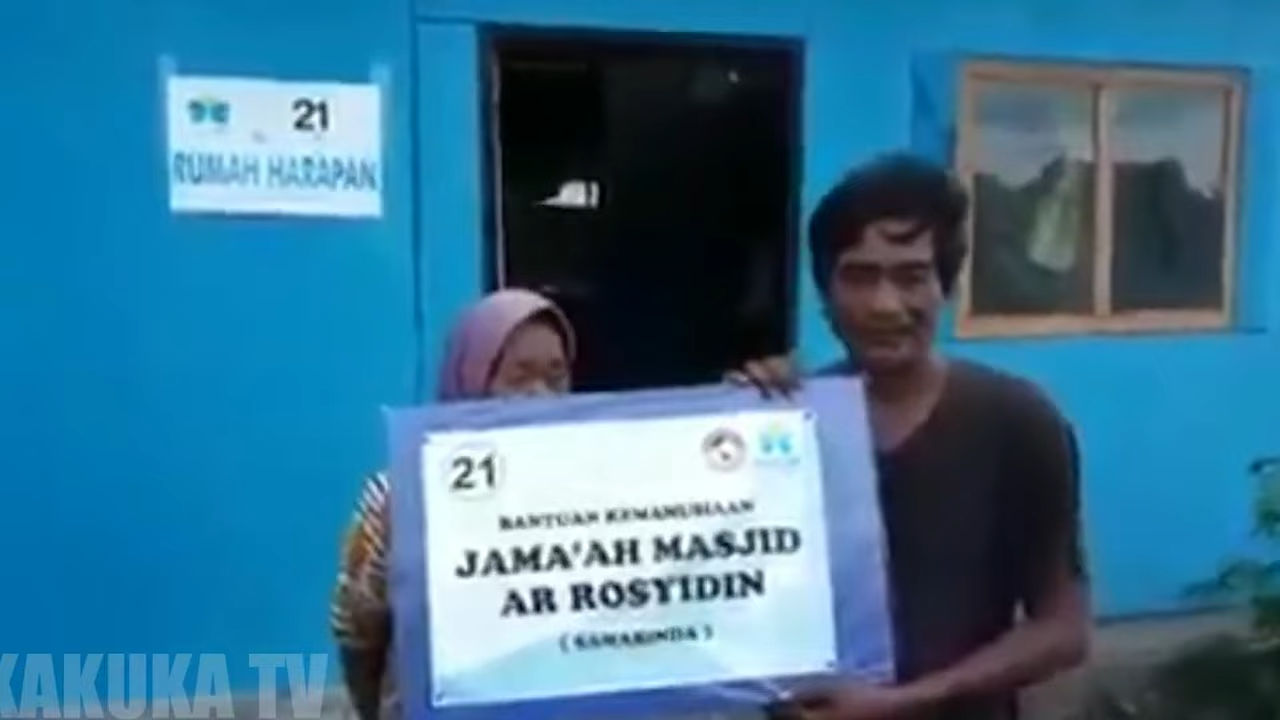 21
RUMAH HARAPAN
21
BANTUAN KEMANUSIAAN
JAMA'AH MASJID
AR ROSYIDIN
( SAMARINDA )
KAKUKA TV